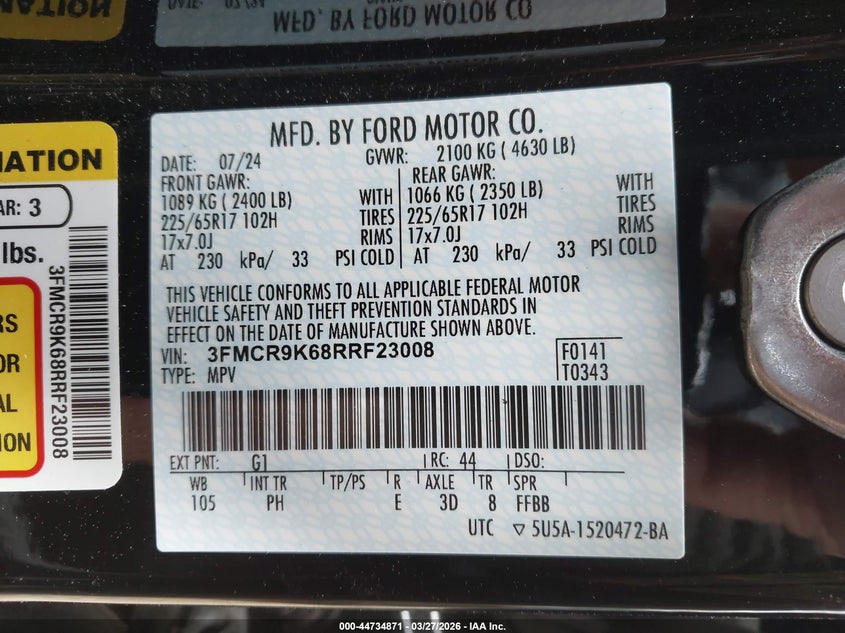 MFD. BY FORD MOTOR CO
MFD. BY FORD MOTOR CO.
DATE: 07/24 GVWR: 2100 KG ( 4630 LB)
FRONT GAWR: REAR GAWR:
1089 KG ( 2400 LB) WITH 1066 KG ( 2350 LB) WITH
225/65R17 102H TIRES 225/65R17 102H TIRES
17x7.0J RIMS 17x7.0J RIMS
AT 230 kPa/ 33 PSI COLD AT 230 kPa/ 33 PSI COLD
THIS VEHICLE CONFORMS TO ALL APPLICABLE FEDERAL MOTOR
VEHICLE SAFETY AND THEFT PREVENTION STANDARDS IN
EFFECT ON THE DATE OF MANUFACTURE SHOWN ABOVE.
VIN: 3FMCR9K68RRF23008 F0141
TYPE: MPV T0343
EXT PNT: G1 RC: 44 DSO:
WB INT TR TP/PS R AXLE TR SPR
105 PH E 3D 8 FFBB
UTC ▽ 5U5A-1520472-BA
AR: 3
lbs.
3FMCR9K68RRF23008
000-44734871 - 03/27/2026 - IAA Inc.